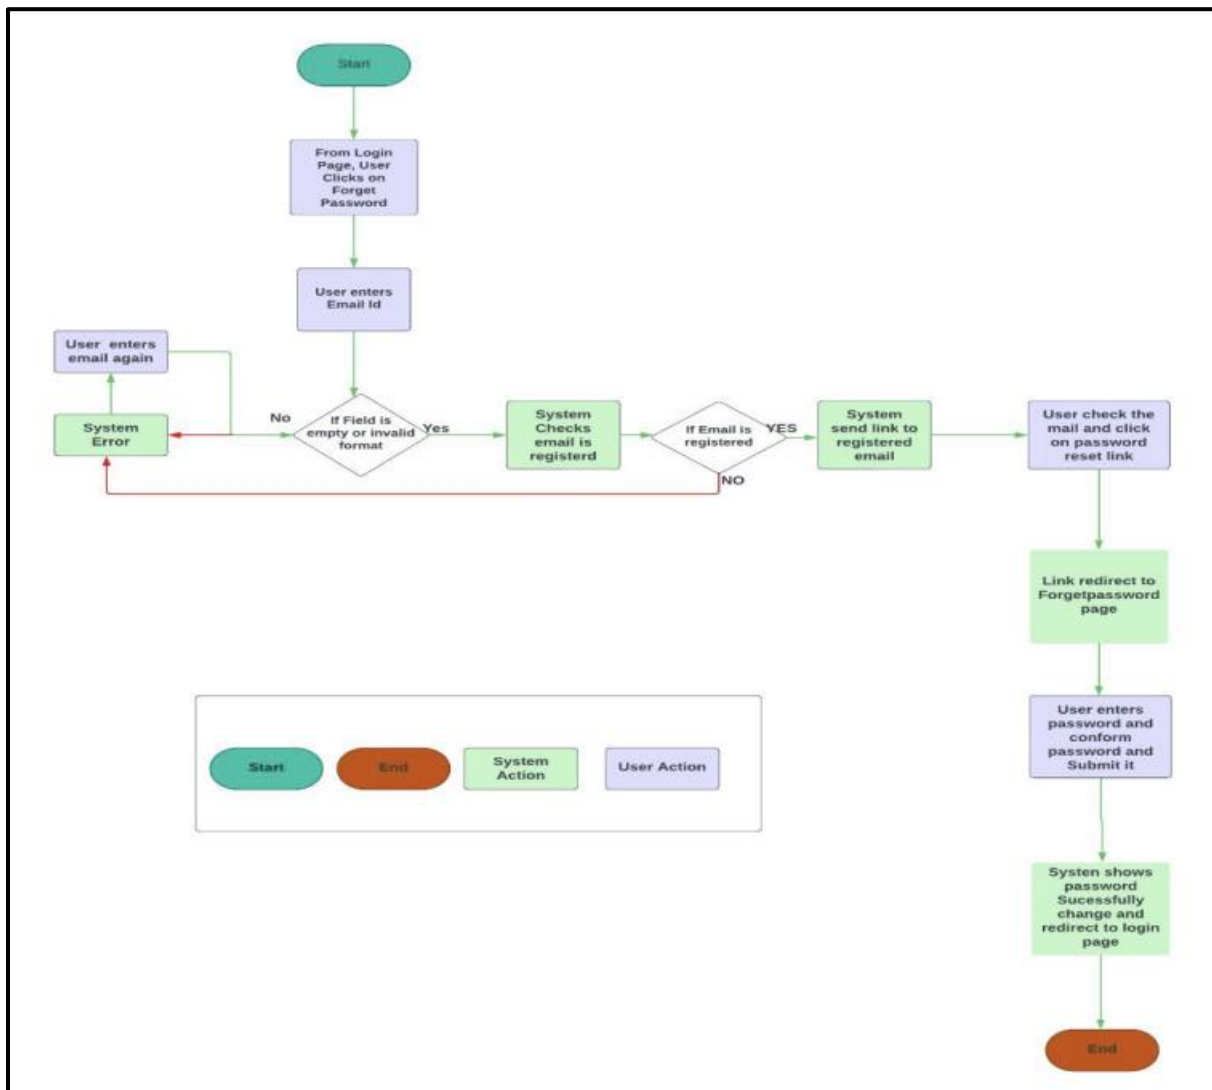 Start
From Login
Page, User
Clicks on
Forget
Password
User enters
Email Id
User enters
email again
System
Error
No
If Field is
empty or invalid
format
Yes
System
Checks
email is
registerd
If Email is
registered
YES
NO
System
send link to
registered
email
User check the
mail and click
on password
reset link
Link redirect to
Forgetpassword
page
User enters
password and
conform
password and
Submit it
Systen shows
password
Sucessfully
change and
redirect to login
page
End
Start
End
System
Action
User Action